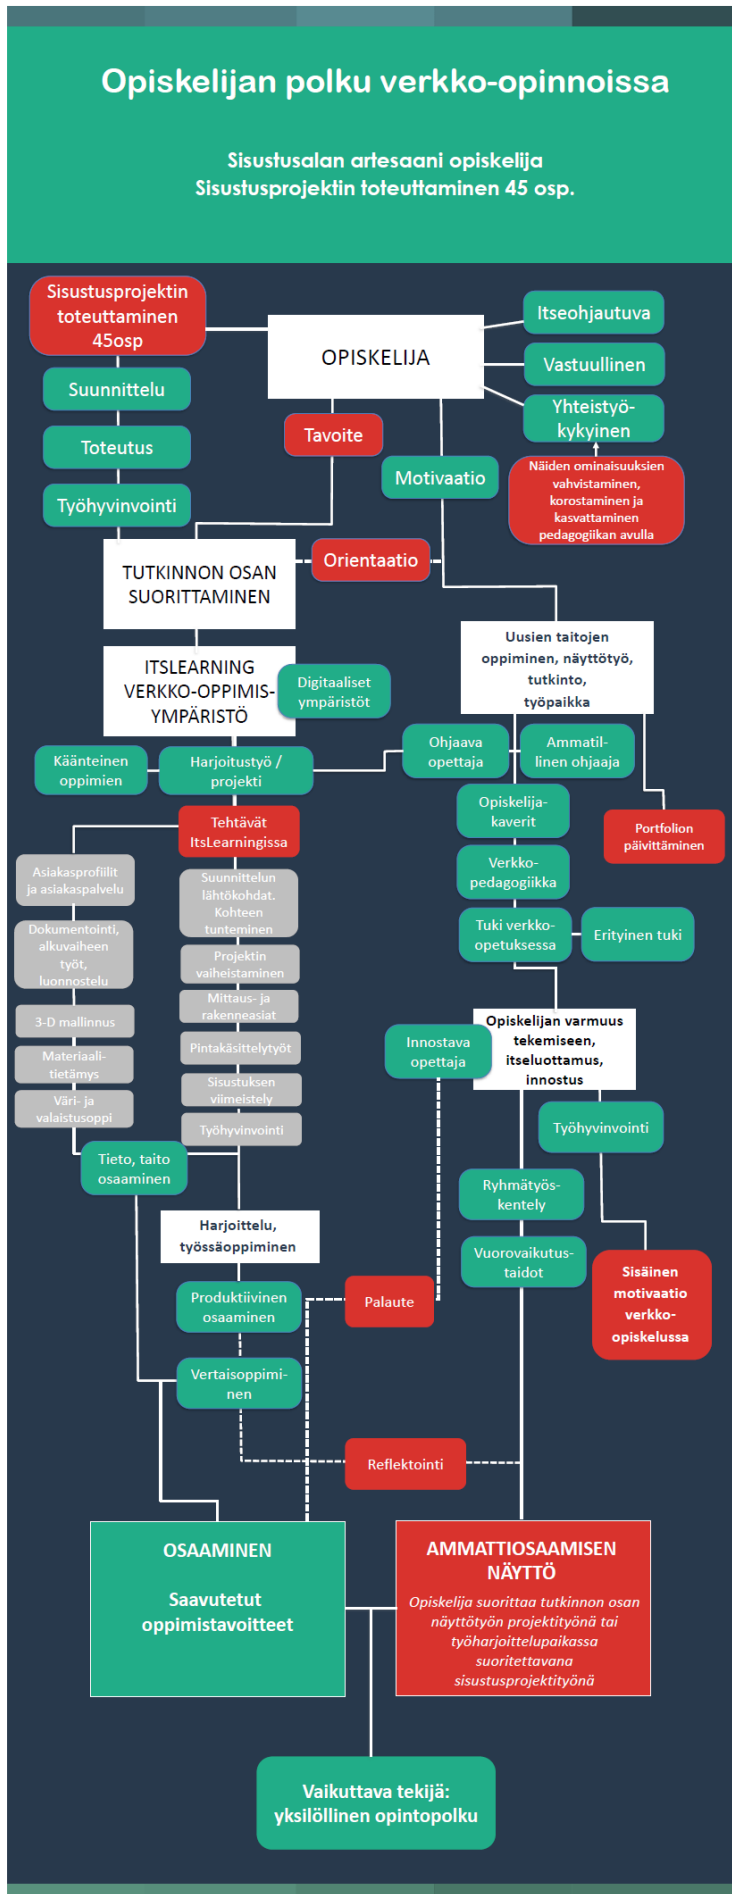 Opiskelijan polku verkko-opinnoissa
Sisustusalan artesaani opiskelija
Sisustusprojektin toteuttaminen 45 osp.
Sisustusprojektin
toteuttaminen
45osp
Suunnittelu
Toteutus
Työhyvinvointi
OPISKELIJA
Itseohjautuva
Vastuullinen
Yhteistyö-
kykyinen
Näiden ominaisuuksien
vahvistaminen,
korostaminen ja
kasvattaminen
pedagogiikan avulla
Tavoite
Motivaatio
Orientaatio
TUTKINNON OSAN
SUORITTAMINEN
ITSLEARNING
VERKKO-OPPIMIS-
YMPÄRISTÖ
Digitaaliset
ympäristöt
Uusien taitojen
oppiminen, näyttötyö,
tutkinto,
työpaikka
Käänteinen
oppimien
Harjoitustyö /
projekti
Ohjaava
opettaja
Ammatil-
linen ohjaaja
Opiskelija-
kaverit
Portfolion
päivittäminen
Verkko-
pedagogiikka
Tuki verkko-
opetuksessa
Erityinen tuki
Tehtävät
ItsLearningissa
Asiakasprofiilit
ja asiakaspalvelu
Dokumentointi,
alkuvaiheen
työt,
luonnostelu
3-D mallinnus
Materiaali-
tietämys
Väri- ja
valaistusoppi
Suunnittelun
lähtökohdat.
Kohteen
tunteminen
Projektin
vaiheistaminen
Mittaus- ja
rakenneasiat
Pintakäsittelytyöt
Sisustuksen
viimeistely
Työhyvinvointi
Innostava
opettaja
Opiskelijan varmuus
tekemiseen,
itseluottamus,
innostus
Työhyvinvointi
Tieto, taito
osaaminen
Ryhmätyös-
kentely
Vuorovaikutus-
taidot
Sisäinen
motivaatio
verkko-
opiskelussa
Harjoittelu,
työssäoppiminen
Produktiivinen
osaaminen
Palaute
Vertaisoppimi-
nen
Reflektointi
OSAAMINEN
Saavutetut
oppimistavoitteet
AMMATTIOSAAMISEN
NÄYTTÖ
Opiskelija suorittaa tutkinnon osan
näyttötyön projektityönä tai
työharjoittelupaikassa
suoritettavana
sisustusprojektityönä
Vaikuttava tekijä:
yksilöllinen opintopolku